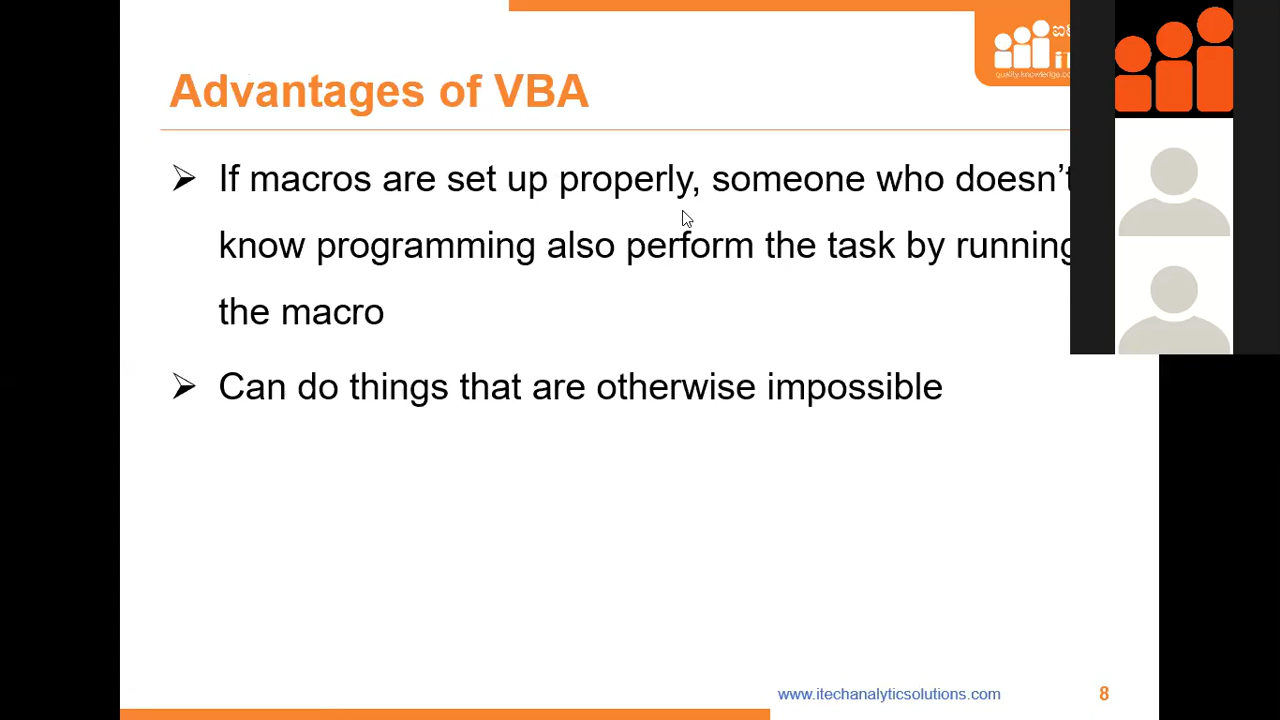 Advantages of VBA
➢ If macros are set up properly, someone who doesn't
know programming also perform the task by running
the macro
➢ Can do things that are otherwise impossible
www.itechanalyticsolutions.com
8